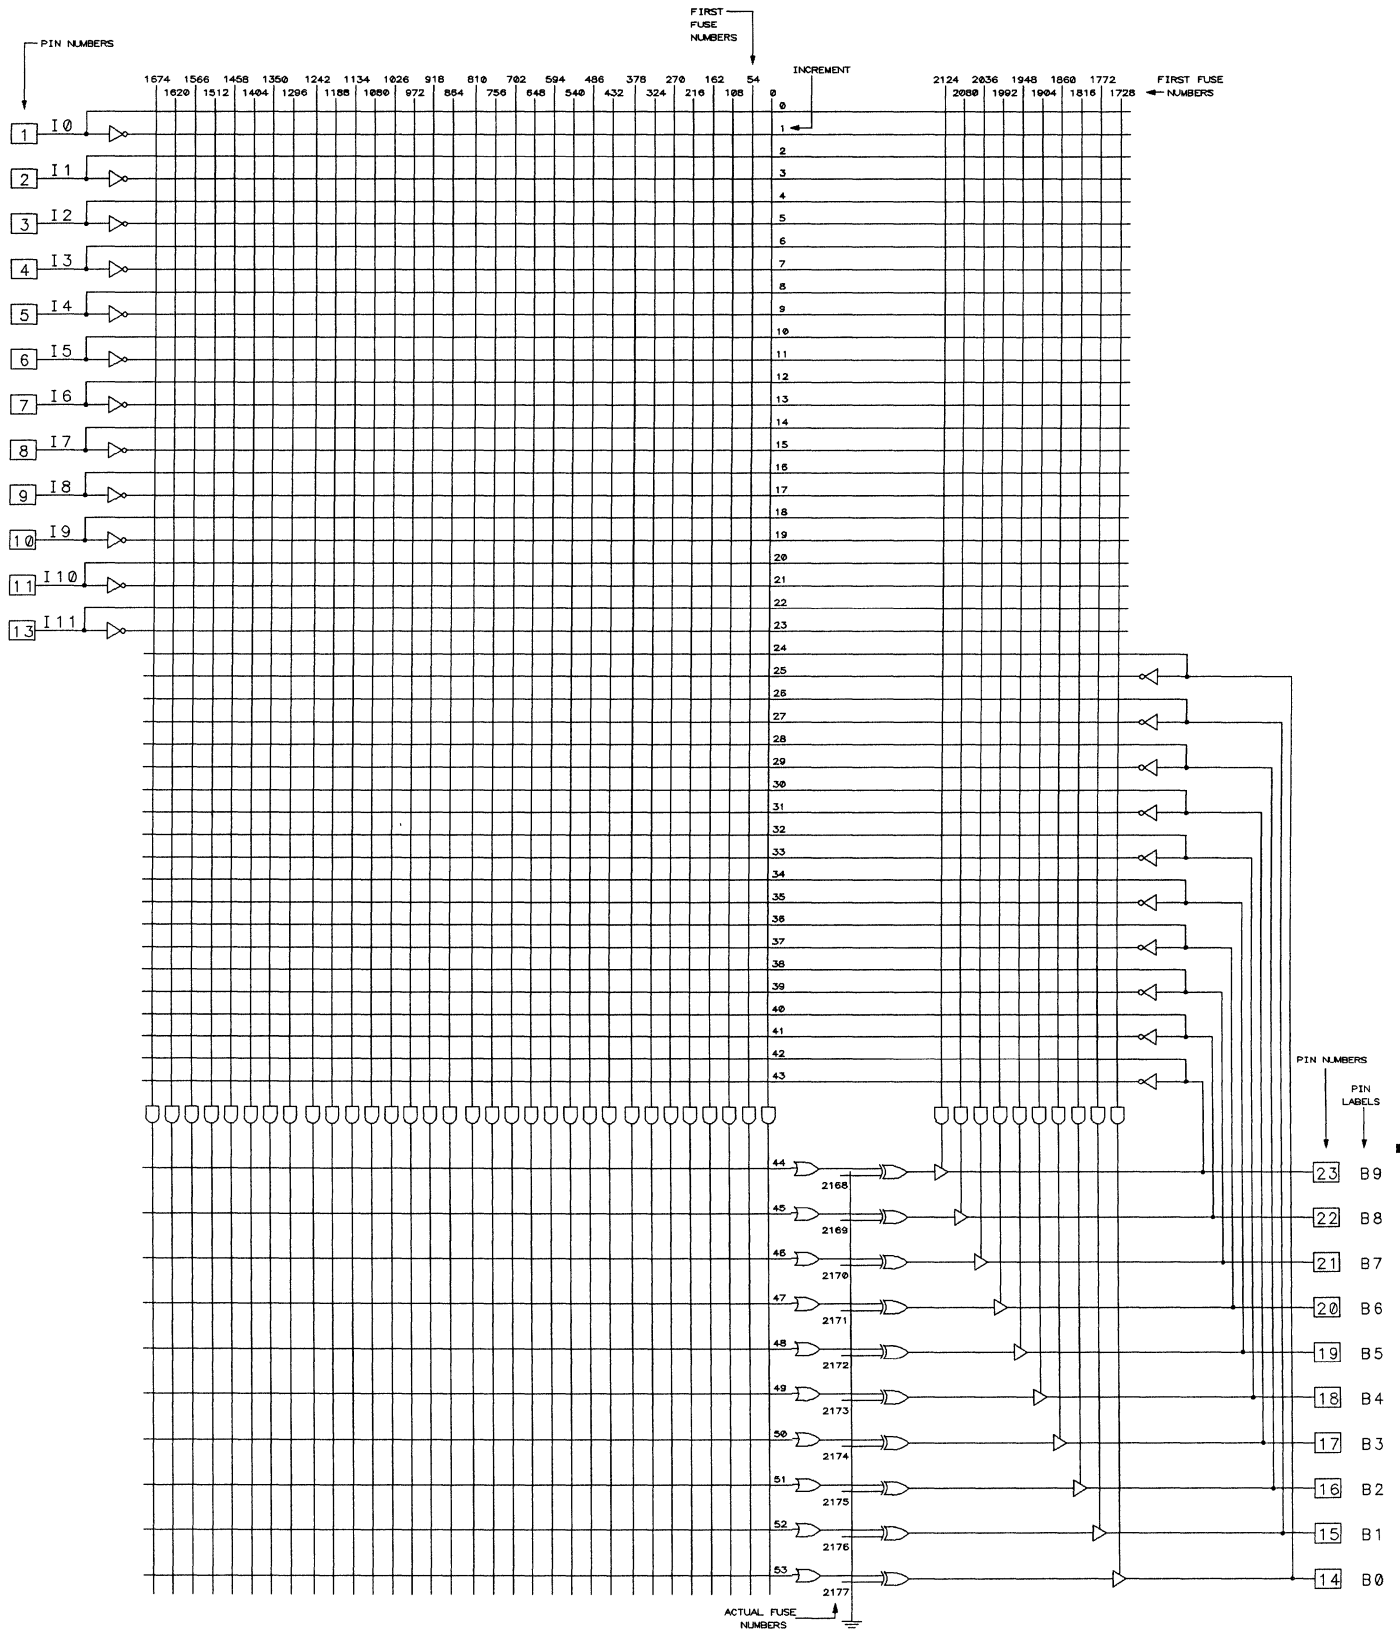 FIRST
FUSE
NUMBERS
PIN NUMBERS
INCREMENT
1674 1566 1458 1350 1242 1134 1026 918 810 702 594 486 378 270 162 54 2124 2036 1948 1860 1772 FIRST FUSE
1620 1512 1404 1296 1188 1080 972 864 756 648 540 432 324 216 108 0 2080 1992 1904 1816 1728 NUMBERS
0
1 I0 1
2
2 I1 3
4
3 I2 5
6
4 I3 7
8
5 I4 9
10
6 I5 11
12
7 I6 13
14
8 I7 15
16
9 I8 17
18
10 I9 19
20
11 I10 21
22
13 I11 23
24
25
26
27
28
29
30
31
32
33
34
35
36
37
38
39
40
41
42
43
PIN NUMBERS
PIN
LABELS
44 2168 23 B9
45 2169 22 B8
46 2170 21 B7
47 2171 20 B6
48 2172 19 B5
49 2173 18 B4
50 2174 17 B3
51 2175 16 B2
52 2176 15 B1
53 2177 14 B0
ACTUAL FUSE
NUMBERS